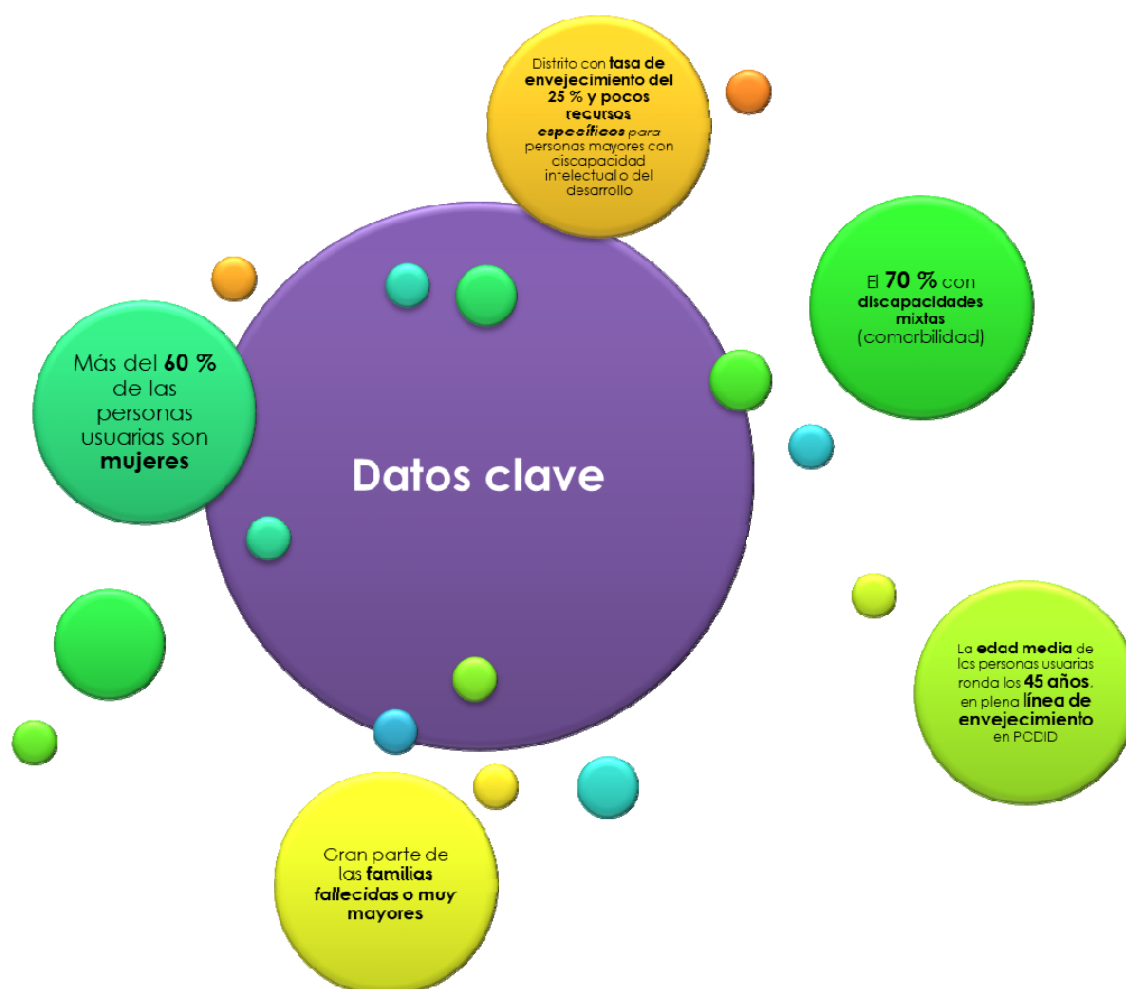 Distrito con tasa de
envejecimiento del
25 % y pocos
recursos
específicos para
personas mayores con
discapacidad
intelectual o del
desarrollo
El 70 % con
discapacidades
mixtas
(comorbilidad)
Más del 60 %
de las
personas
usuarias son
mujeres
Datos clave
La edad media de
las personas usuarias
ronda los 45 años,
en plena línea de
envejecimiento
en PCDID
Gran parte de
las familias
fallecidas o muy
mayores